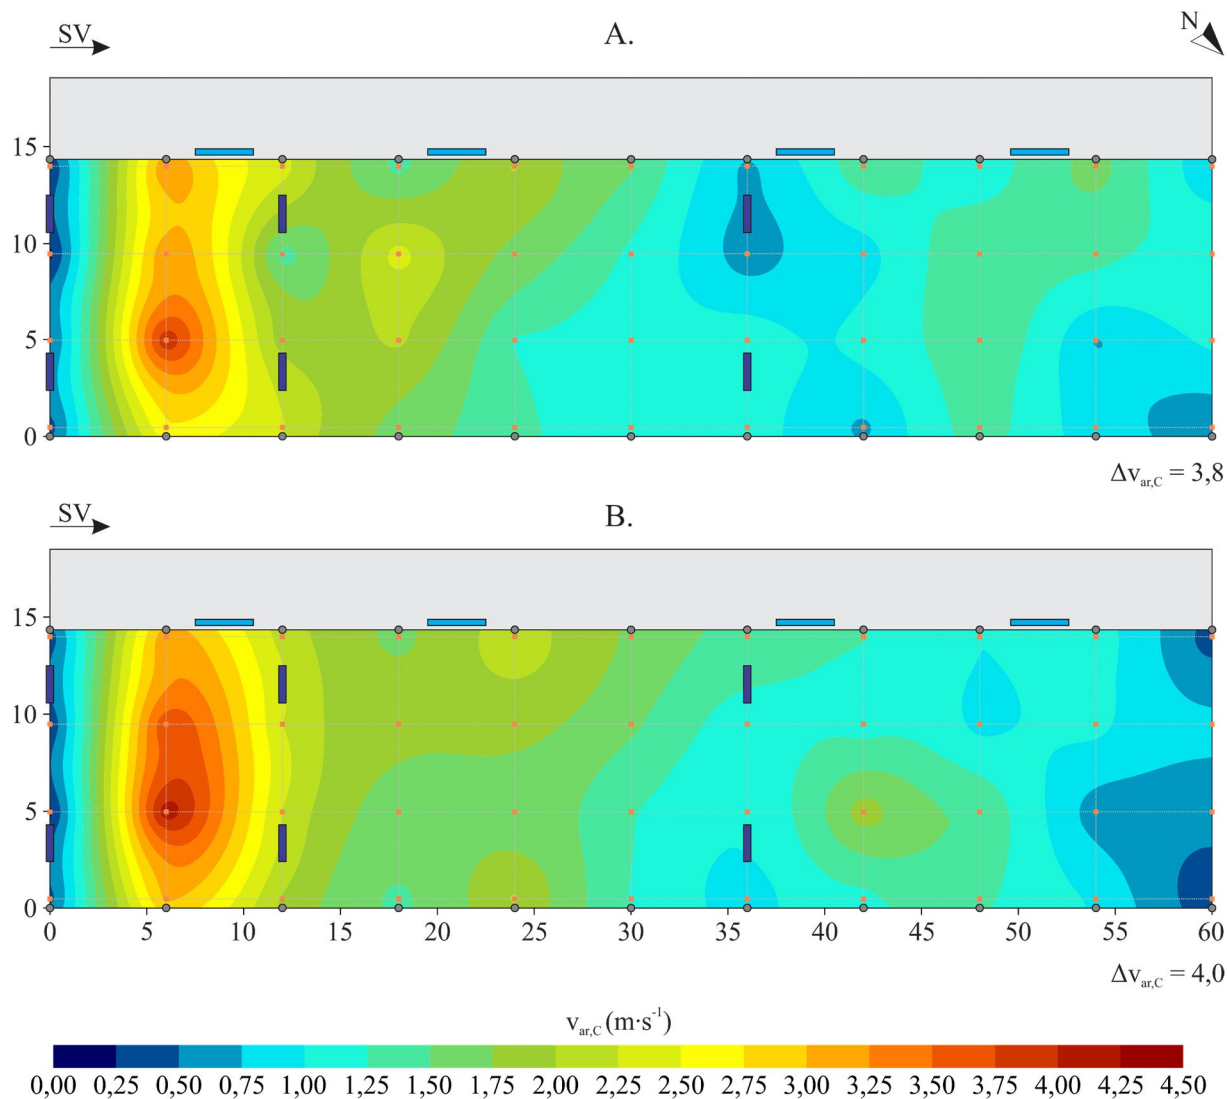 SV A. N
15
10
5
0
Δv_ar,C = 3,8
SV B.
15
10
5
0
0 5 10 15 20 25 30 35 40 45 50 55 60
Δv_ar,C = 4,0
v_ar,C (m·s⁻¹)
0,00 0,25 0,50 0,75 1,00 1,25 1,50 1,75 2,00 2,25 2,50 2,75 3,00 3,25 3,50 3,75 4,00 4,25 4,50